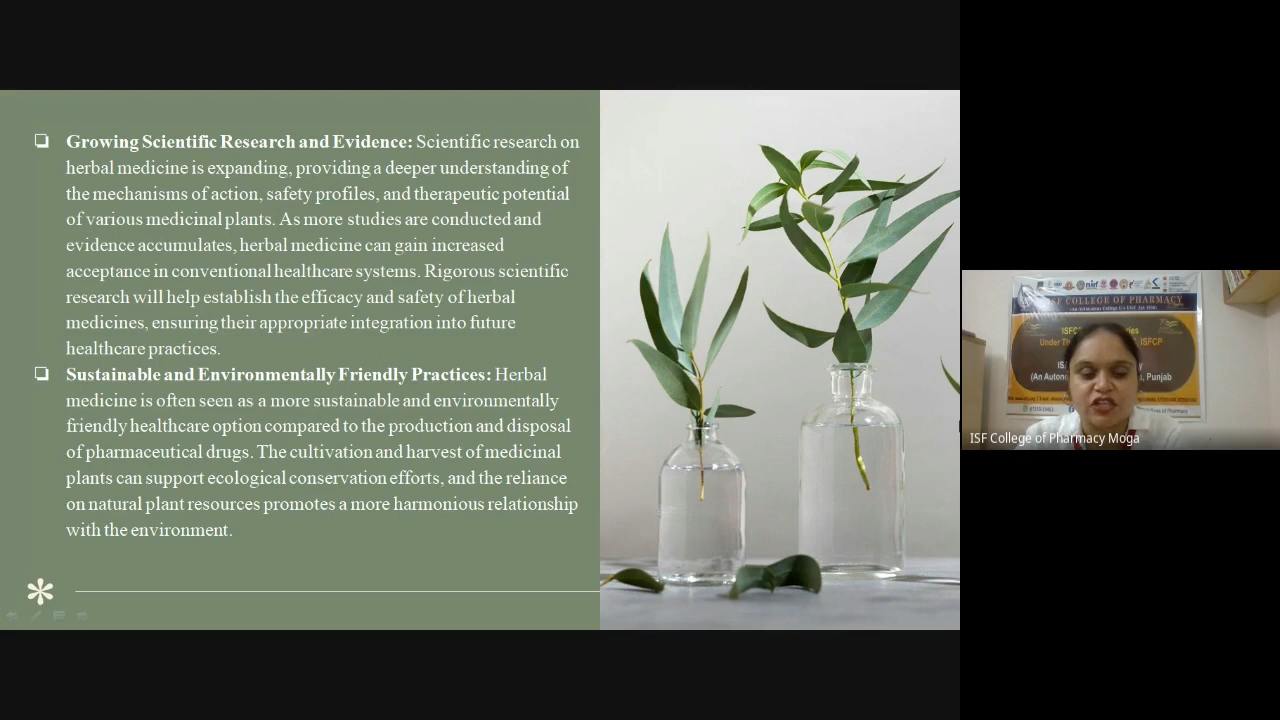 Growing Scientific Research and Evidence: Scientific research on
herbal medicine is expanding, providing a deeper understanding of
the mechanisms of action, safety profiles, and therapeutic potential
of various medicinal plants. As more studies are conducted and
evidence accumulates, herbal medicine can gain increased
acceptance in conventional healthcare systems. Rigorous scientific
research will help establish the efficacy and safety of herbal
medicines, ensuring their appropriate integration into future
healthcare practices.
Sustainable and Environmentally Friendly Practices: Herbal
medicine is often seen as a more sustainable and environmentally
friendly healthcare option compared to the production and disposal
of pharmaceutical drugs. The cultivation and harvest of medicinal
plants can support ecological conservation efforts, and the reliance
on natural plant resources promotes a more harmonious relationship
with the environment.
ISF COLLEGE OF PHARMACY
ISFCP
Under
ISFCP
(An
Punjab
ISF College of Pharmacy Moga